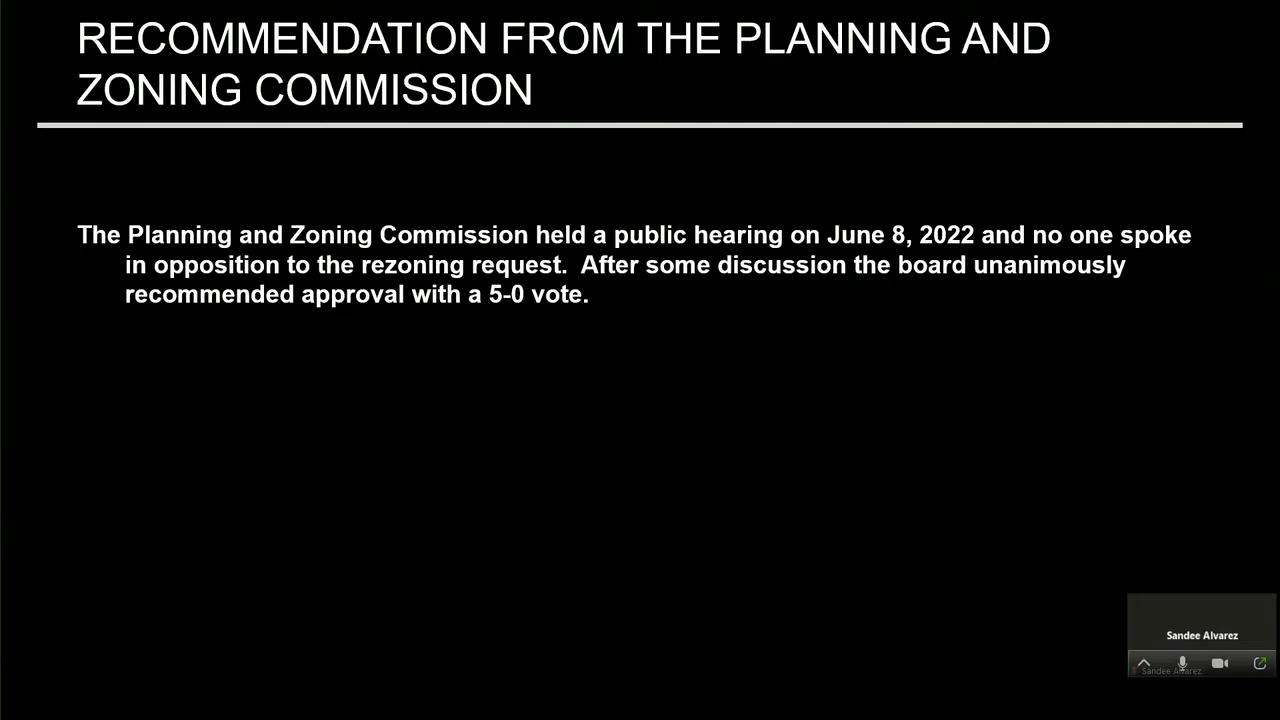 RECOMMENDATION FROM THE PLANNING AND
ZONING COMMISSION
The Planning and Zoning Commission held a public hearing on June 8, 2022 and no one spoke
in opposition to the rezoning request.  After some discussion the board unanimously
recommended approval with a 5-0 vote.
Sandee Alvarez
Sandee Alvarez